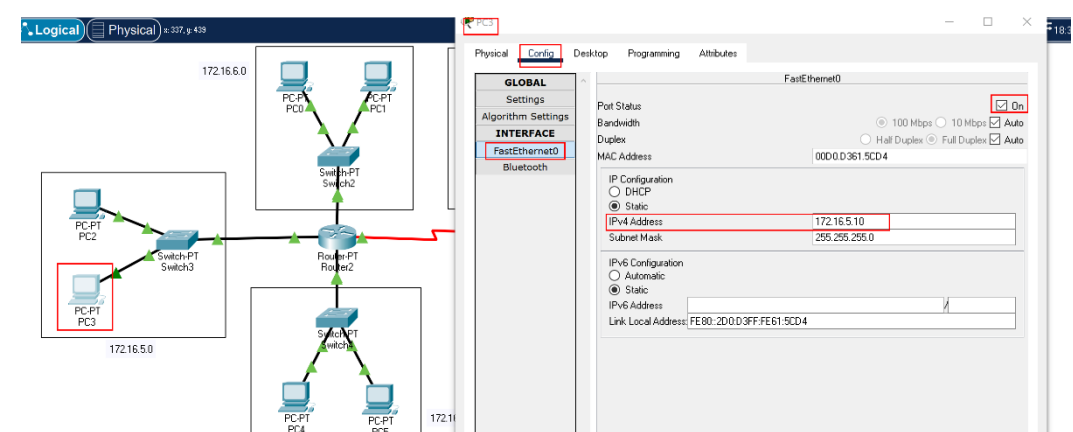 Logical
Physical
x: 337, y: 439
PC3
18:3
172.16.6.0
PC-PT
PC0
PC-PT
PC1
Switch-PT
Switch2
PC-PT
PC2
Switch-PT
Switch3
Router-PT
Router2
PC-PT
PC3
172.16.5.0
Switch-PT
Switch4
PC-PT
PC4
PC-PT
PC5
172.1
Physical Config Desktop Programming Attributes
GLOBAL
Settings
Algorithm Settings
INTERFACE
FastEthernet0
Bluetooth
FastEthernet0
Port Status On
Bandwidth 100 Mbps 10 Mbps Auto
Duplex Half Duplex Full Duplex Auto
MAC Address 00D0.D361.5CD4
IP Configuration
DHCP
Static
IPv4 Address 172.16.5.10
Subnet Mask 255.255.255.0
IPv6 Configuration
Automatic
Static
IPv6 Address /
Link Local Address: FE80::2D0:D3FF:FE61:5CD4